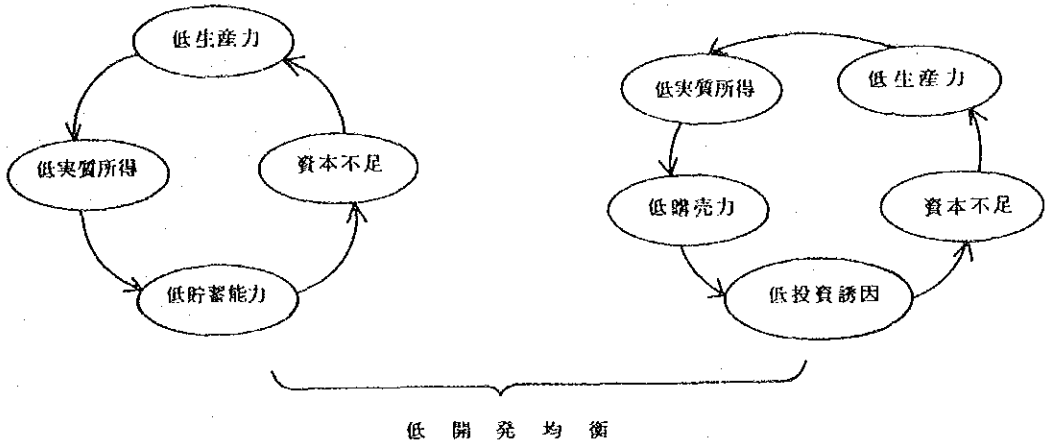 低生産力
低実質所得
資本不足
低貯蓄能力
低実質所得
低生産力
低購売力
資本不足
低投資誘因
低開発均衡